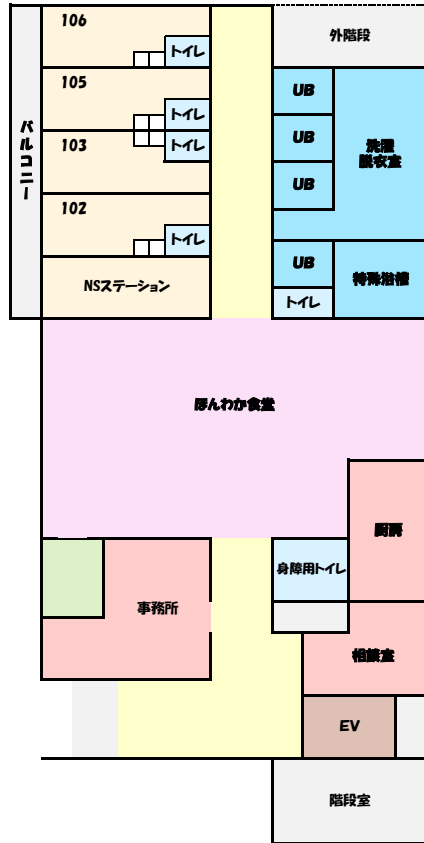 106
トイレ
外階段
105
トイレ
UB
バルコニー
103
トイレ
UB
洗濯
脱衣室
UB
102
トイレ
NSステーション
UB
特殊浴槽
トイレ
ほんわか食堂
厨房
身障用トイレ
事務所
相談室
EV
階段室